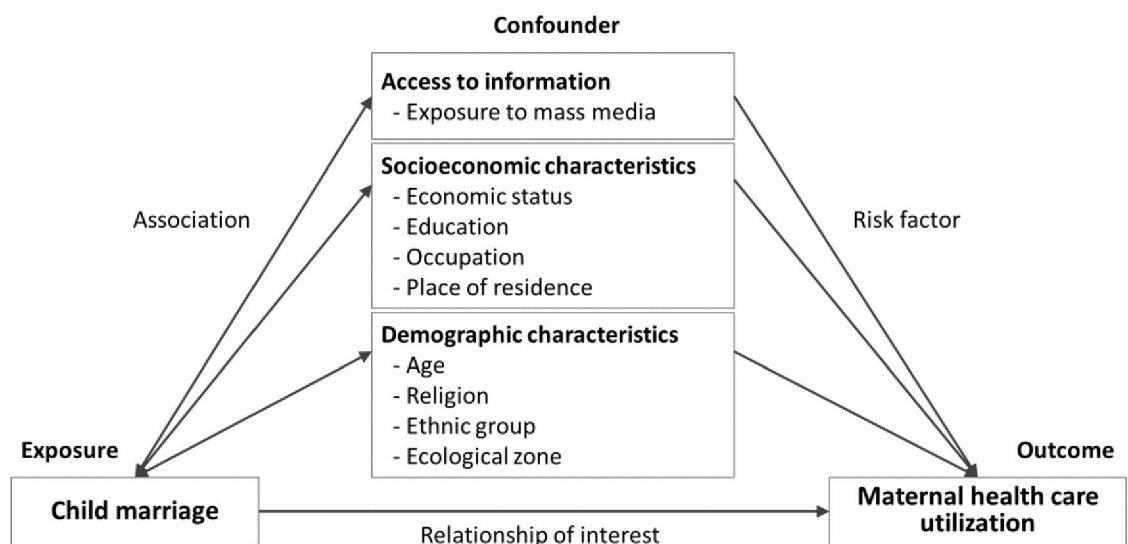 Confounder
Access to information
- Exposure to mass media
Socioeconomic characteristics
- Economic status
- Education
- Occupation
- Place of residence
Association
Risk factor
Demographic characteristics
- Age
- Religion
- Ethnic group
- Ecological zone
Exposure
Outcome
Child marriage
Maternal health care
utilization
Relationship of interest